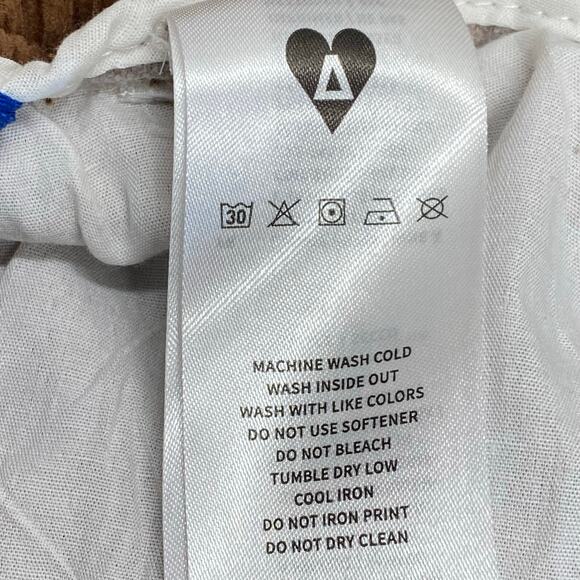 Δ
30
MACHINE WASH COLD
WASH INSIDE OUT
WASH WITH LIKE COLORS
DO NOT USE SOFTENER
DO NOT BLEACH
TUMBLE DRY LOW
COOL IRON
DO NOT IRON PRINT
DO NOT DRY CLEAN